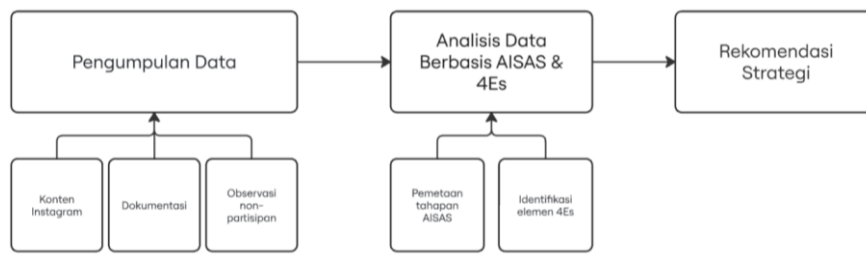 Pengumpulan Data
Analisis Data
Berbasis AISAS &
4Es
Rekomendasi
Strategi
Konten
Instagram
Dokumentasi
Observasi
non-
partisipan
Pemetaan
tahapan
AISAS
Identifikasi
elemen 4Es